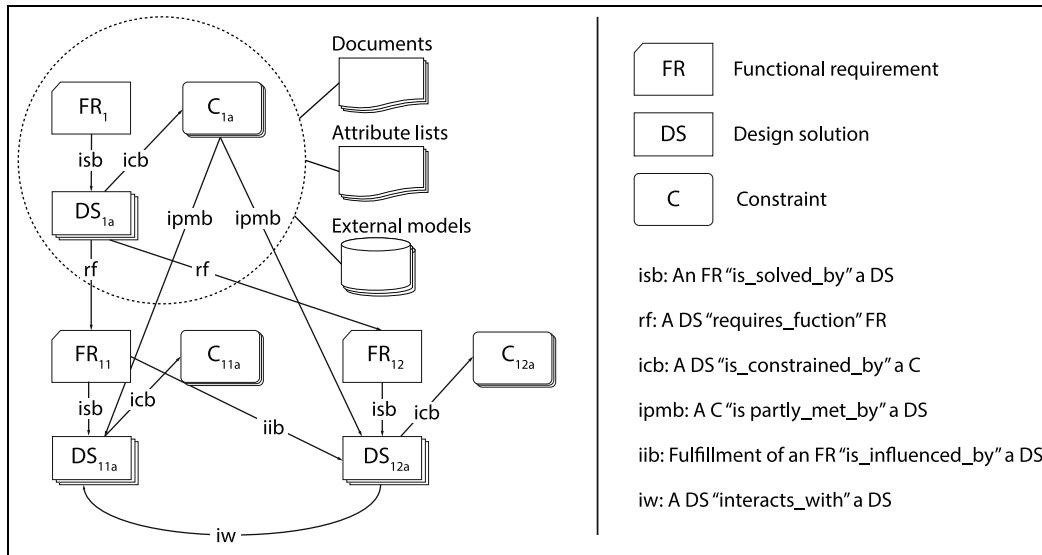 Documents
FR1
C1a
isb
icb
Attribute lists
DS1a
ipmb
ipmb
External models
rf
rf
FR11
C11a
FR12
C12a
isb
icb
isb
icb
iib
DS11a
DS12a
iw
FR
Functional requirement
DS
Design solution
C
Constraint
isb: An FR “is_solved_by” a DS
rf: A DS “requires_fuction” FR
icb: A DS “is_constrained_by” a C
ipmb: A C “is partly_met_by” a DS
iib: Fulfillment of an FR “is_influenced_by” a DS
iw: A DS “interacts_with” a DS